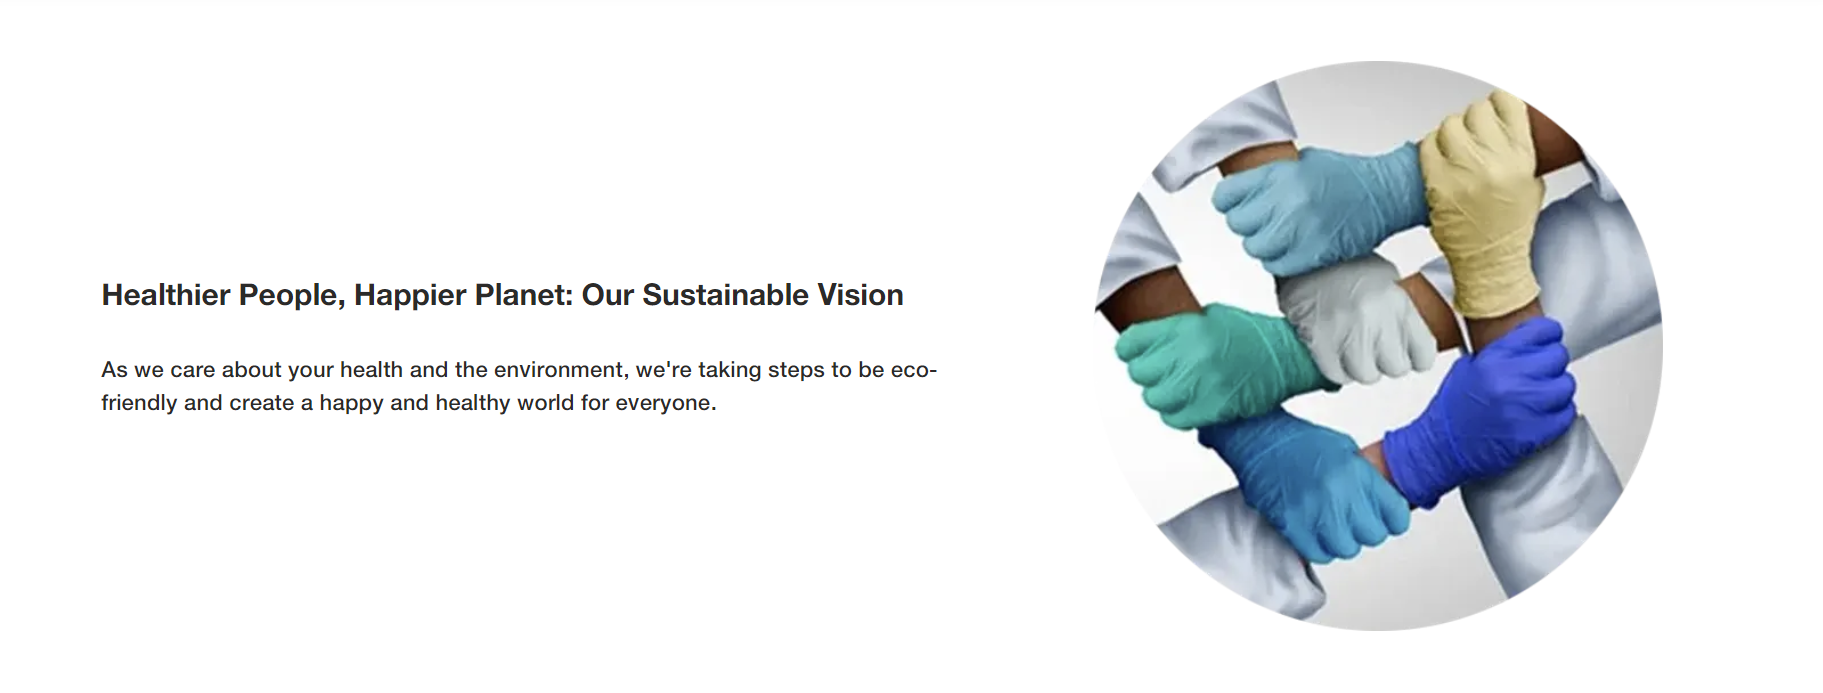 Healthier People, Happier Planet: Our Sustainable Vision
As we care about your health and the environment, we're taking steps to be eco-
friendly and create a happy and healthy world for everyone.